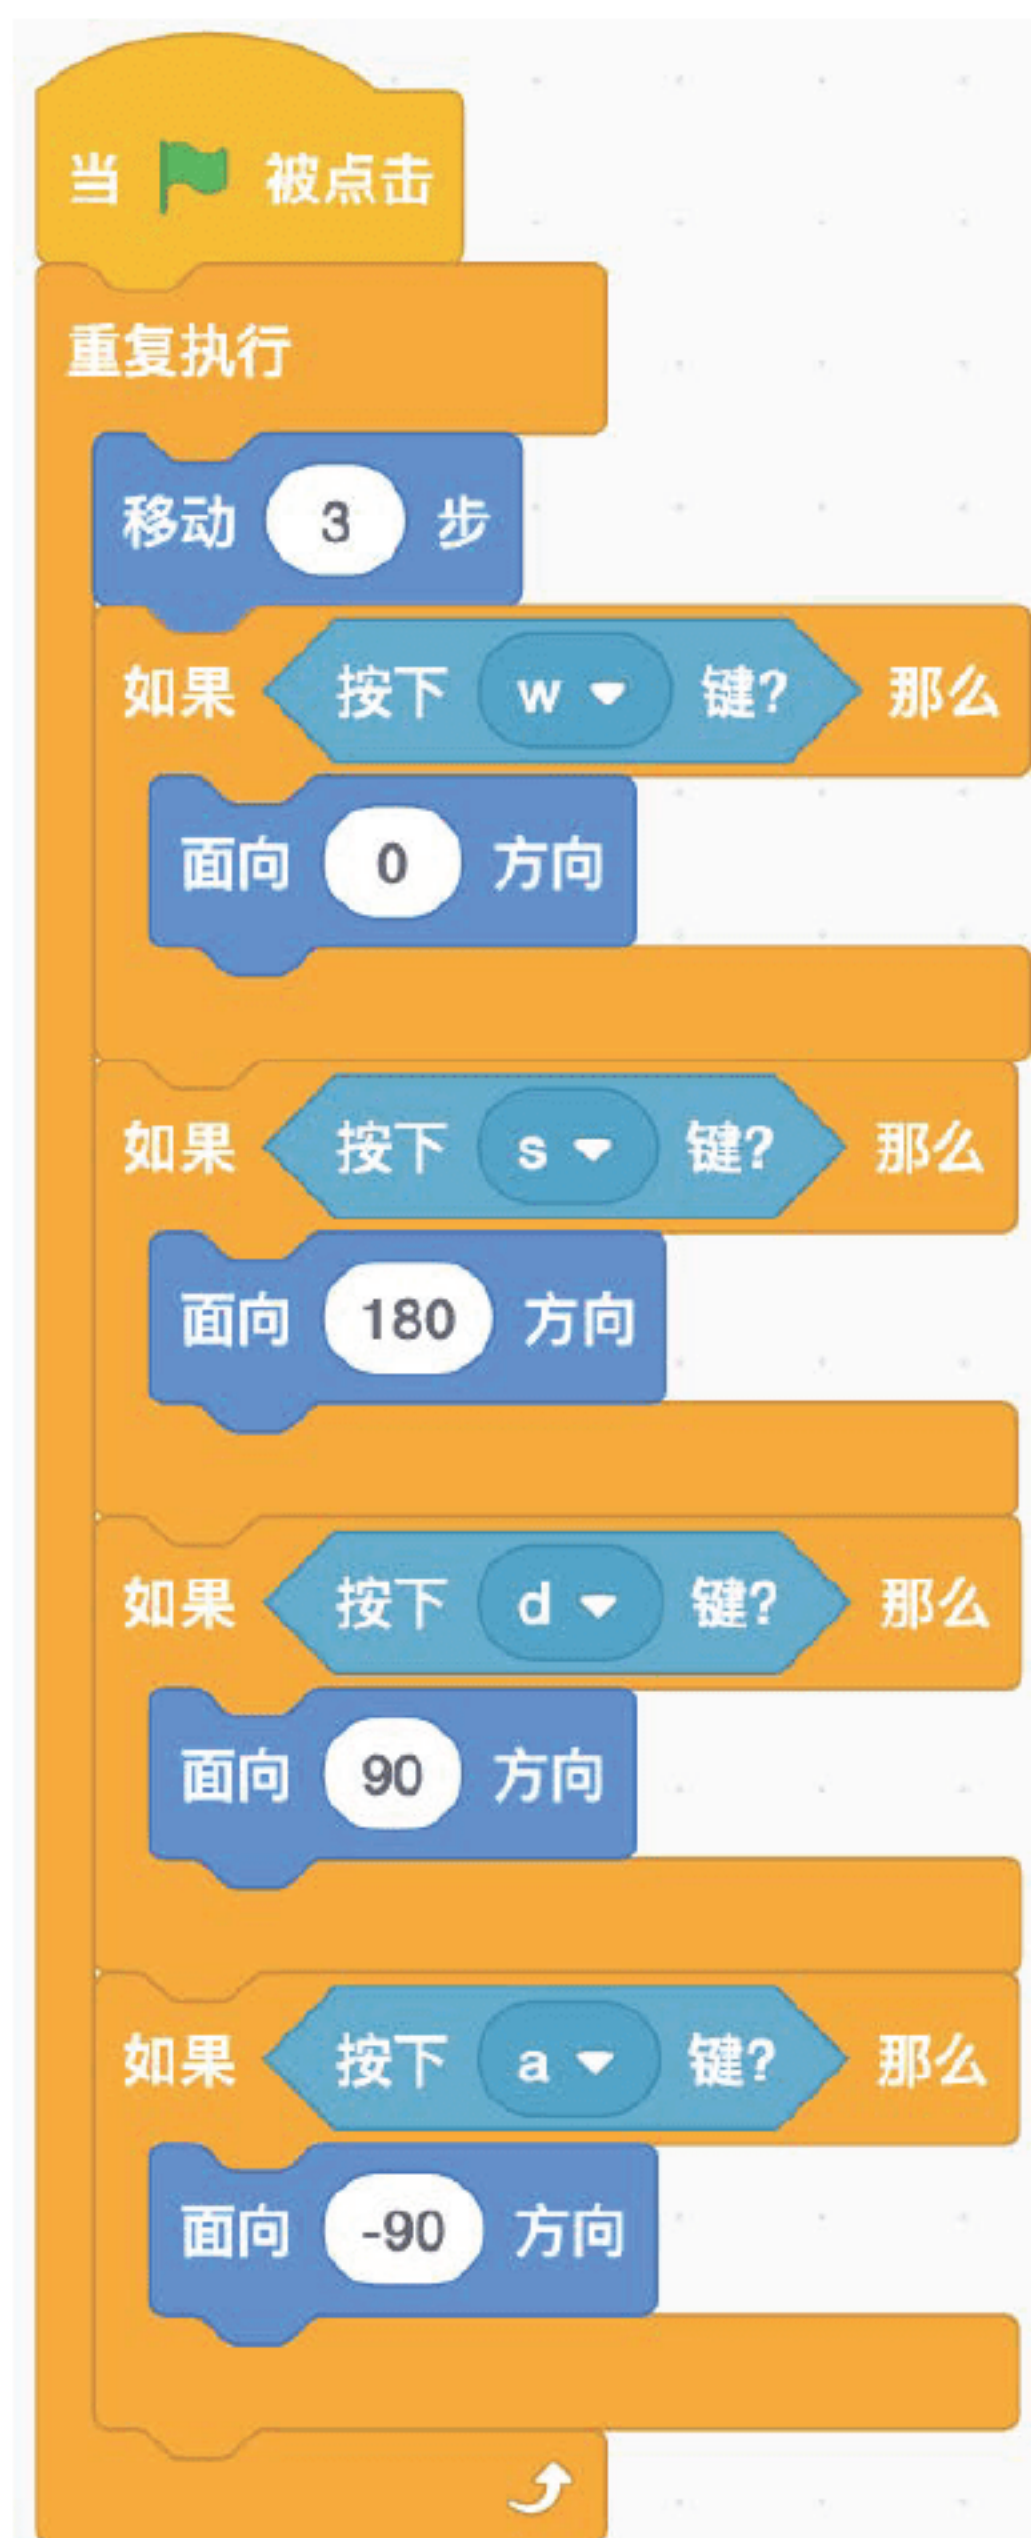 当 被点击
重复执行
移动 3 步
如果 按下 w 键? 那么
面向 0 方向
如果 按下 s 键? 那么
面向 180 方向
如果 按下 d 键? 那么
面向 90 方向
如果 按下 a 键? 那么
面向 -90 方向